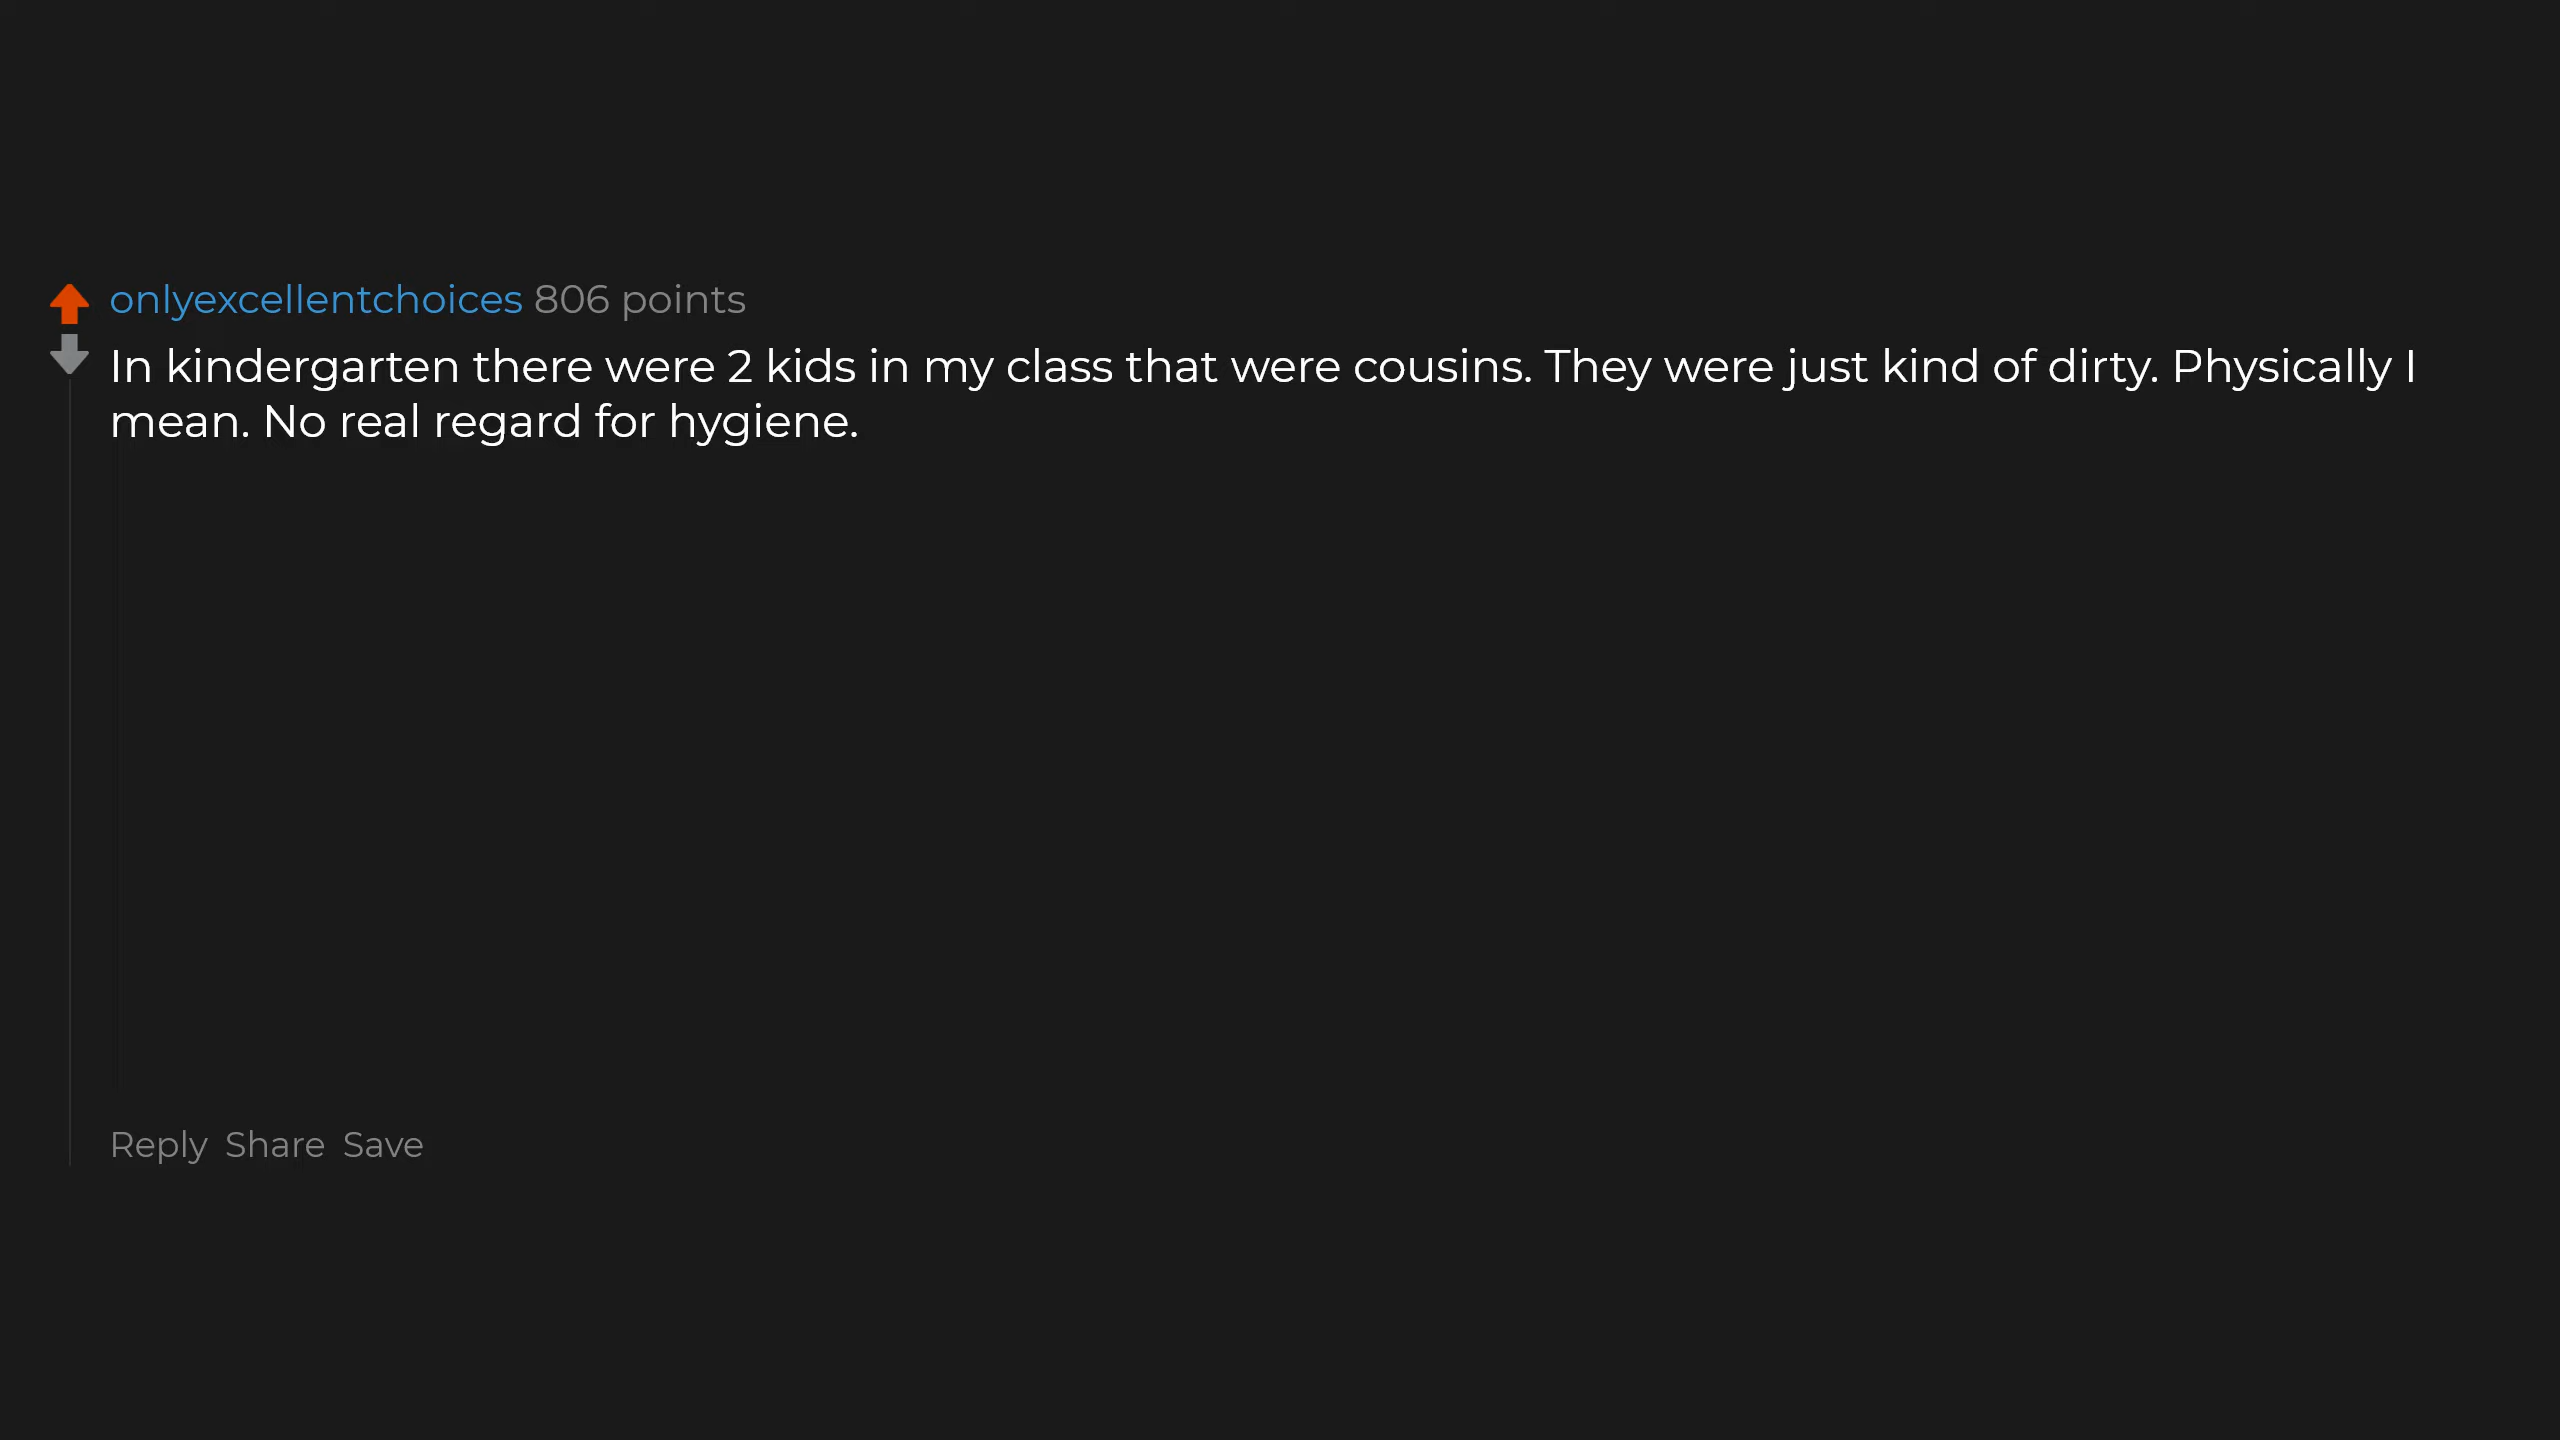 onlyexcellentchoices 806 points
In kindergarten there were 2 kids in my class that were cousins. They were just kind of dirty. Physically I
mean. No real regard for hygiene.
Reply Share Save